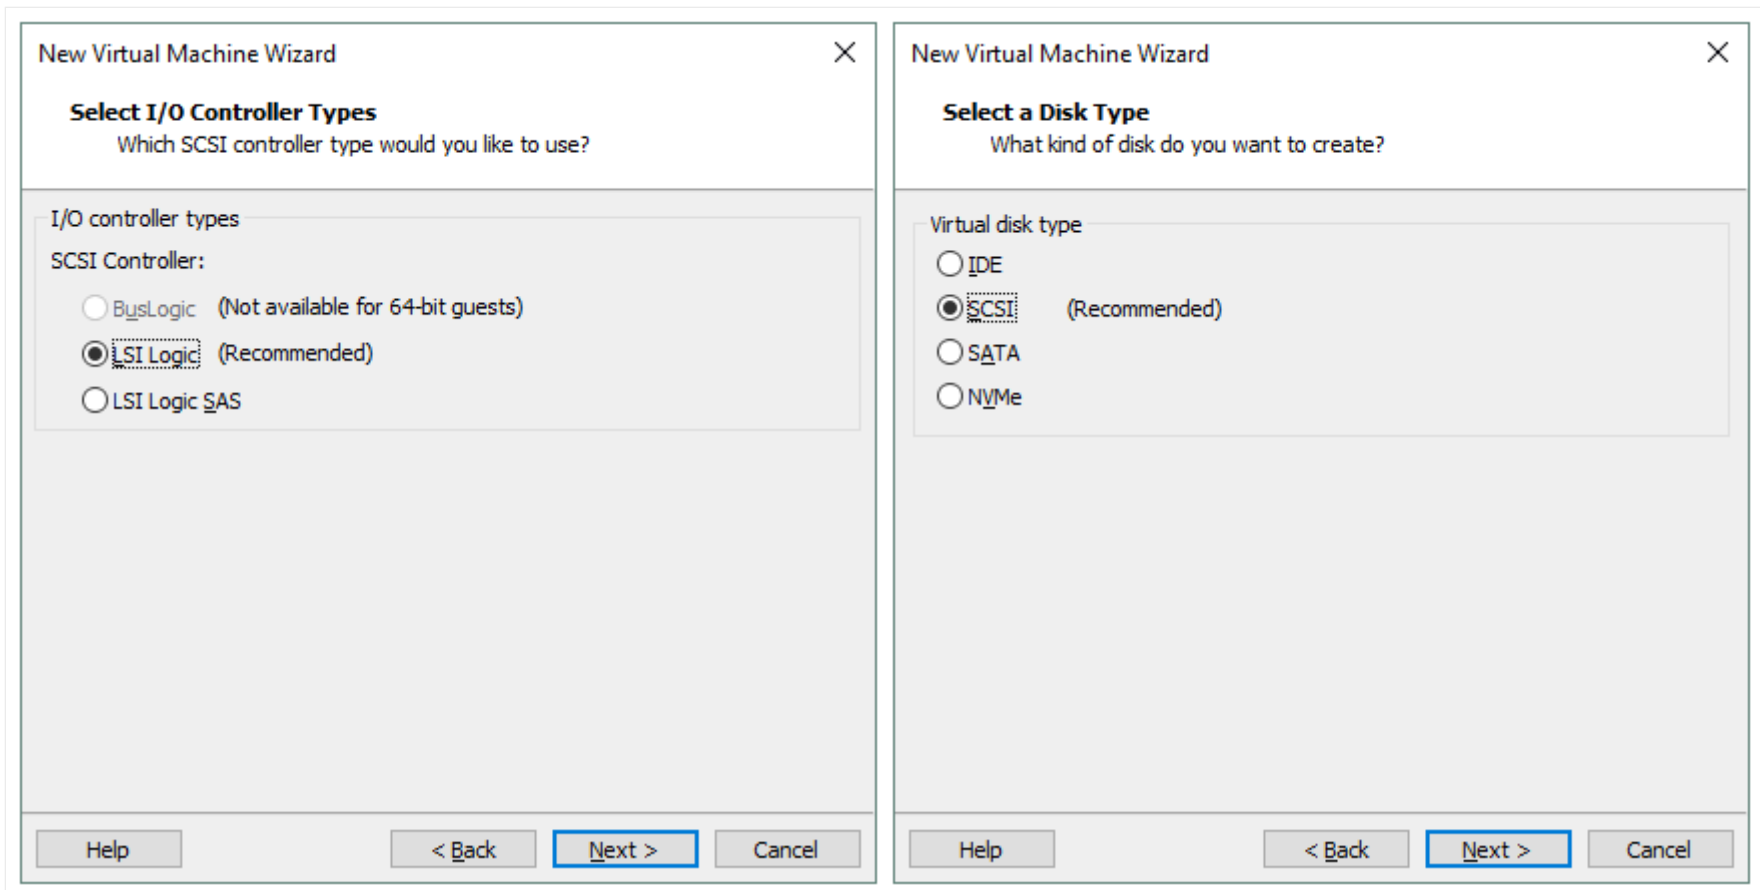 New Virtual Machine Wizard
Select I/O Controller Types
Which SCSI controller type would you like to use?
I/O controller types
SCSI Controller:
BusLogic (Not available for 64-bit guests)
LSI Logic (Recommended)
LSI Logic SAS
Help < Back Next > Cancel
New Virtual Machine Wizard
Select a Disk Type
What kind of disk do you want to create?
Virtual disk type
IDE
SCSI (Recommended)
SATA
NVMe
Help < Back Next > Cancel